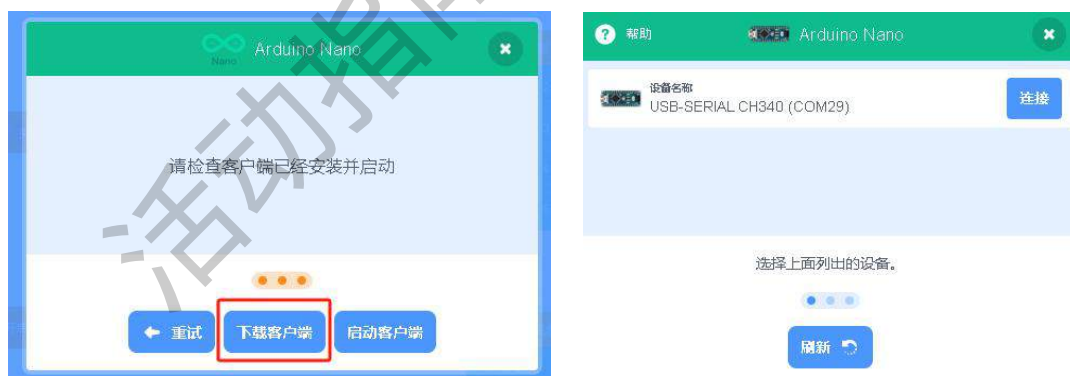 Arduino Nano
Nano
请检查客户端已经安装并启动
重试
下载客户端
启动客户端
帮助
Arduino Nano
设备名称
USB-SERIAL CH340 (COM29)
连接
选择上面列出的设备。
刷新
活动指